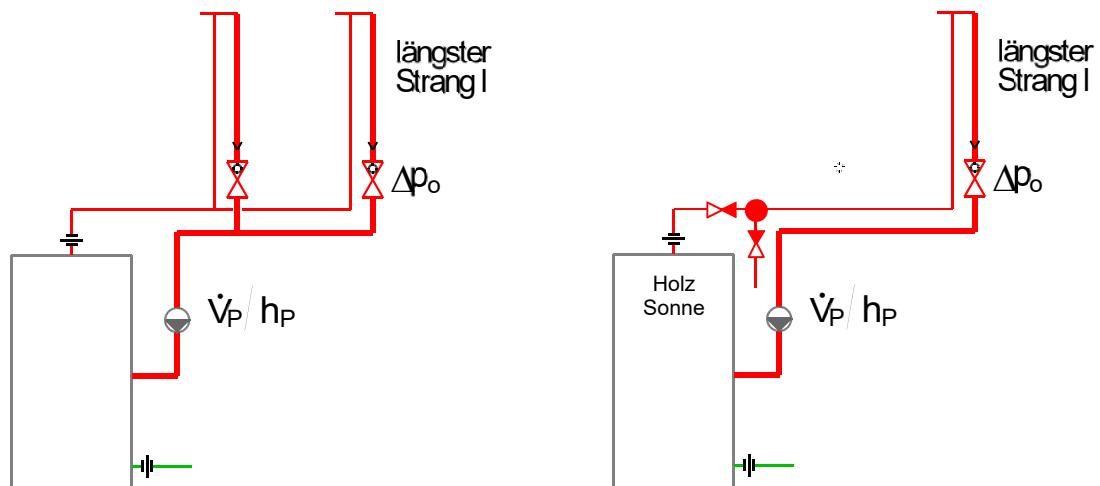 längster
Strang l
Δpo
V̇P / hP
längster
Strang l
Δpo
Holz
Sonne
V̇P / hP